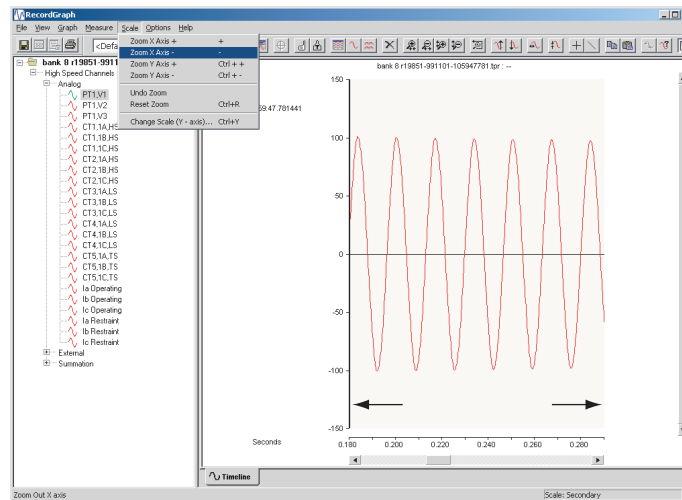 RecordGraph
File View Graph Measure Scale Options Help
<Defa
Zoom X Axis + +
Zoom X Axis - -
Zoom Y Axis + Ctrl + +
Zoom Y Axis - Ctrl + -
Undo Zoom
Reset Zoom Ctrl+R
Change Scale (Y - axis)... Ctrl+Y
bank 8 r19851-9911
High Speed Channels
Analog
PT1,V1
PT1,V2
PT1,V3
CT1,1A,HS
CT1,1B,HS
CT1,1C,HS
CT2,1A,HS
CT2,1B,HS
CT2,1C,HS
CT3,1A,LS
CT3,1B,LS
CT3,1C,LS
CT4,1A,LS
CT4,1B,LS
CT4,1C,LS
CT5,1A,TS
CT5,1B,TS
CT5,1C,TS
Ia Operating
Ib Operating
Ic Operating
Ia Restraint
Ib Restraint
Ic Restraint
External
Summation
bank 8 r19851-991101-105947781.tpr : --
59:47.781441
150
100
50
0
-50
-100
-150
Seconds
0.180 0.200 0.220 0.240 0.260 0.280
Timeline
Zoom Out X axis
Scale: Secondary